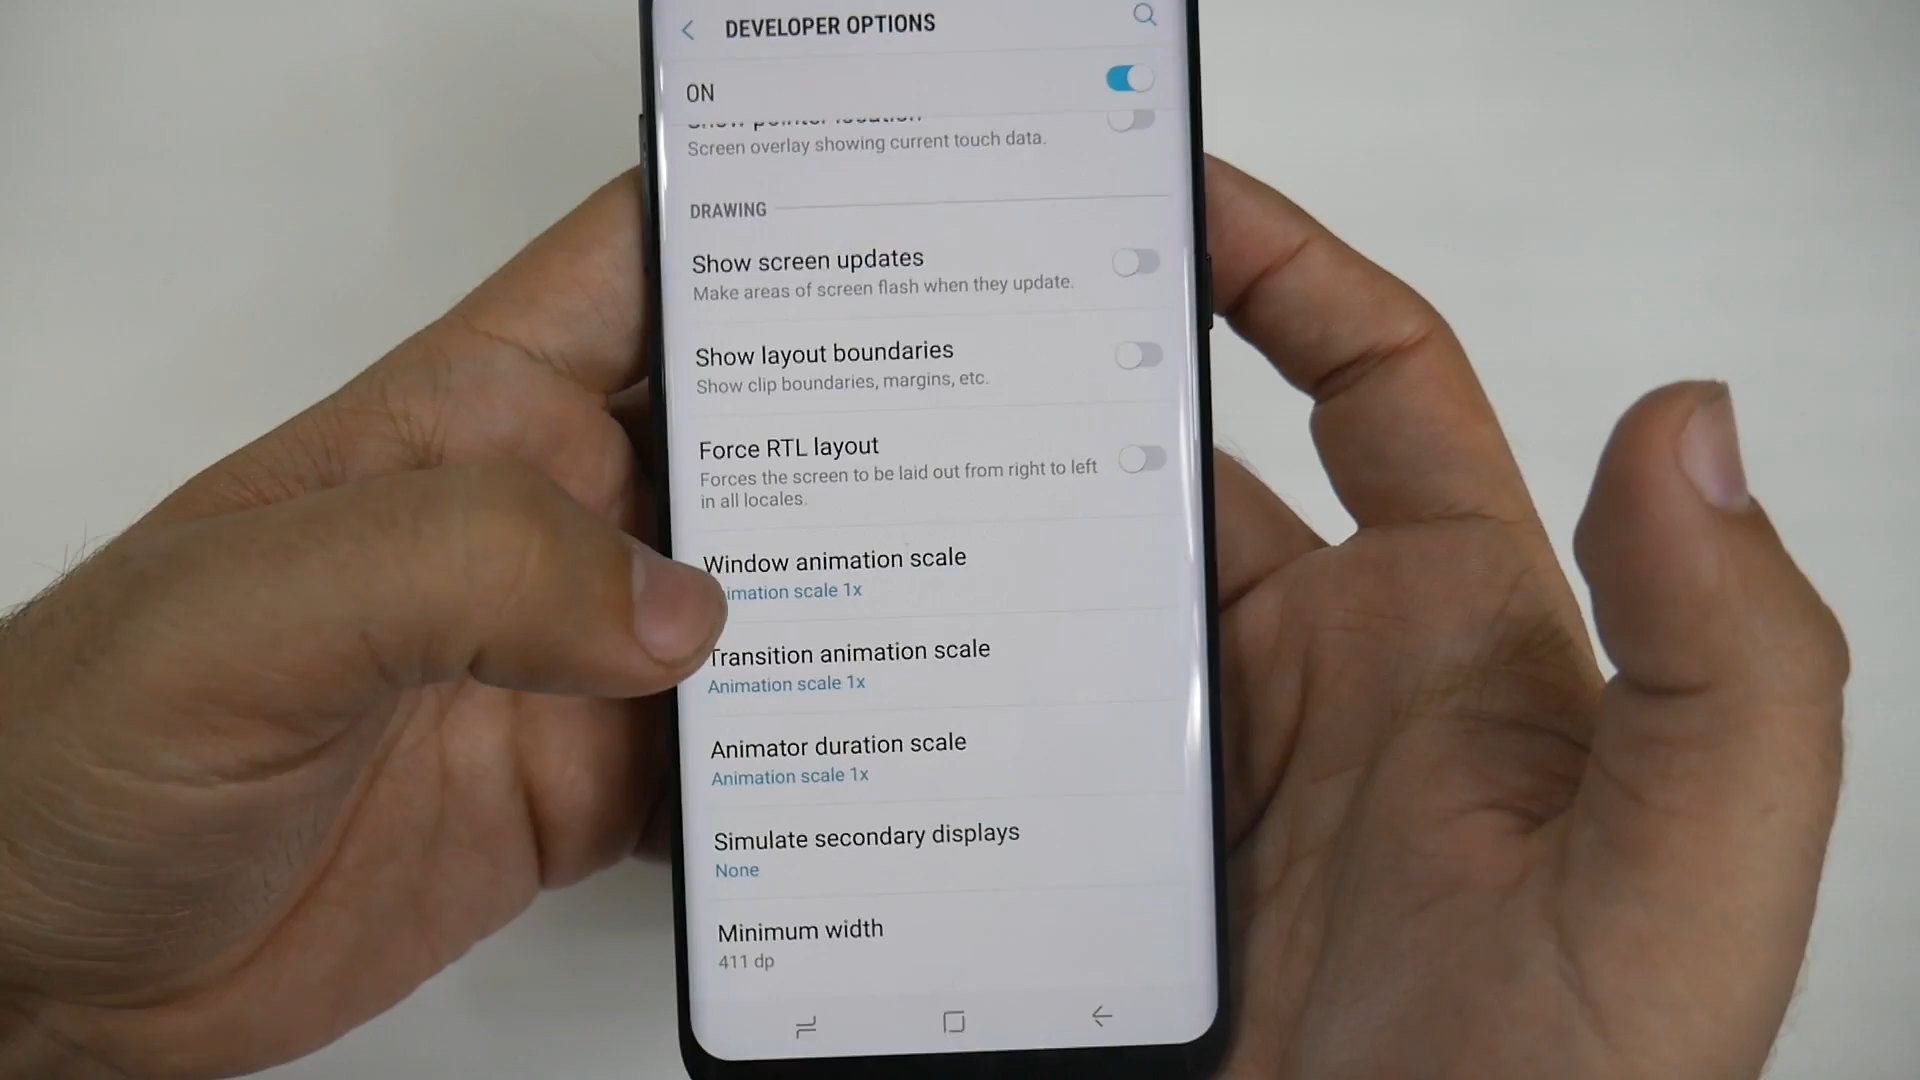 DEVELOPER OPTIONS
ON
Show pointer location
Screen overlay showing current touch data.
DRAWING
Show screen updates
Make areas of screen flash when they update.
Show layout boundaries
Show clip boundaries, margins, etc.
Force RTL layout
Forces the screen to be laid out from right to left
in all locales.
Window animation scale
imation scale 1x
Transition animation scale
Animation scale 1x
Animator duration scale
Animation scale 1x
Simulate secondary displays
None
Minimum width
411 dp